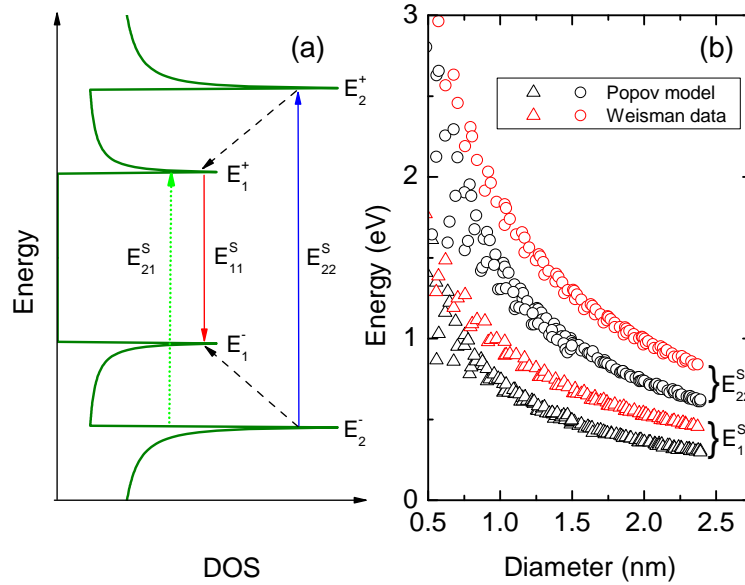 (a)
E2+
E1+
E21S
E11S
E22S
E1-
E2-
Energy
DOS
(b)
Popov model
Weisman data
3
2
1
0
Energy (eV)
E22S
E1S
0.5 1.0 1.5 2.0 2.5
Diameter (nm)